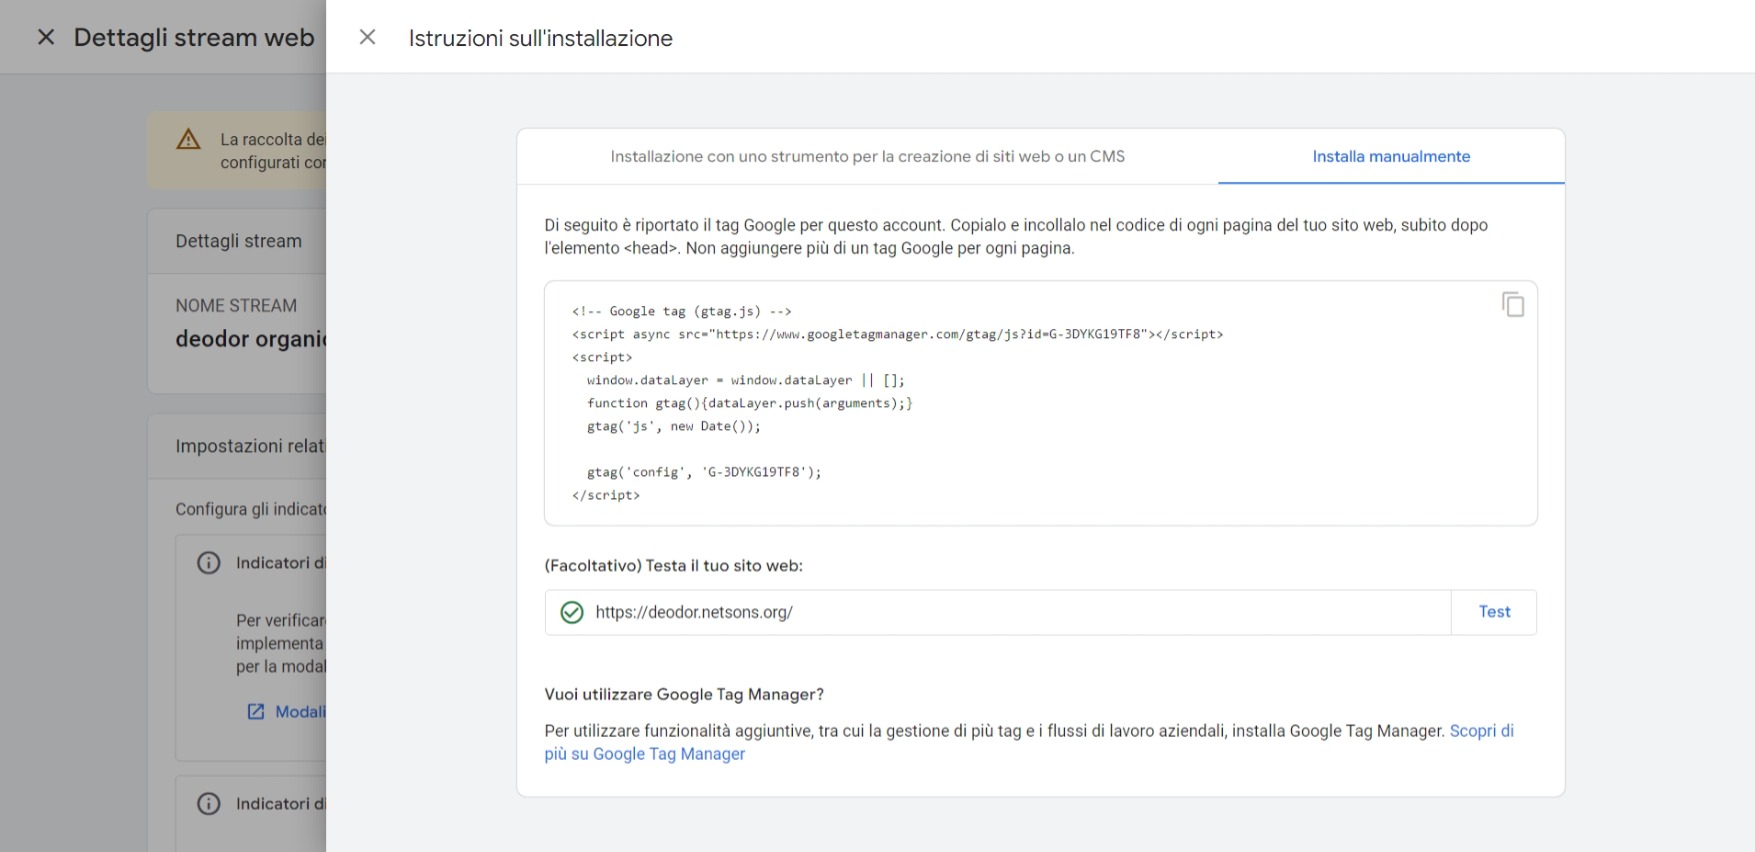 Dettagli stream web
La raccolta dei
configurati cor
Dettagli stream
NOME STREAM
deodor organic
Impostazioni relat
Configura gli indicato
Indicatori di
Per verificar
implementa
per la modal
Modali
Indicatori di
Istruzioni sull'installazione
Installazione con uno strumento per la creazione di siti web o un CMS
Installa manualmente
Di seguito è riportato il tag Google per questo account. Copialo e incollalo nel codice di ogni pagina del tuo sito web, subito dopo
l'elemento <head>. Non aggiungere più di un tag Google per ogni pagina.
<!-- Google tag (gtag.js) -->
<script async src="https://www.googletagmanager.com/gtag/js?id=G-3DYKG19TF8"></script>
<script>
window.dataLayer = window.dataLayer || [];
function gtag(){dataLayer.push(arguments);}
gtag('js', new Date());
gtag('config', 'G-3DYKG19TF8');
</script>
(Facoltativo) Testa il tuo sito web:
https://deodor.netsons.org/
Test
Vuoi utilizzare Google Tag Manager?
Per utilizzare funzionalità aggiuntive, tra cui la gestione di più tag e i flussi di lavoro aziendali, installa Google Tag Manager. Scopri di
più su Google Tag Manager